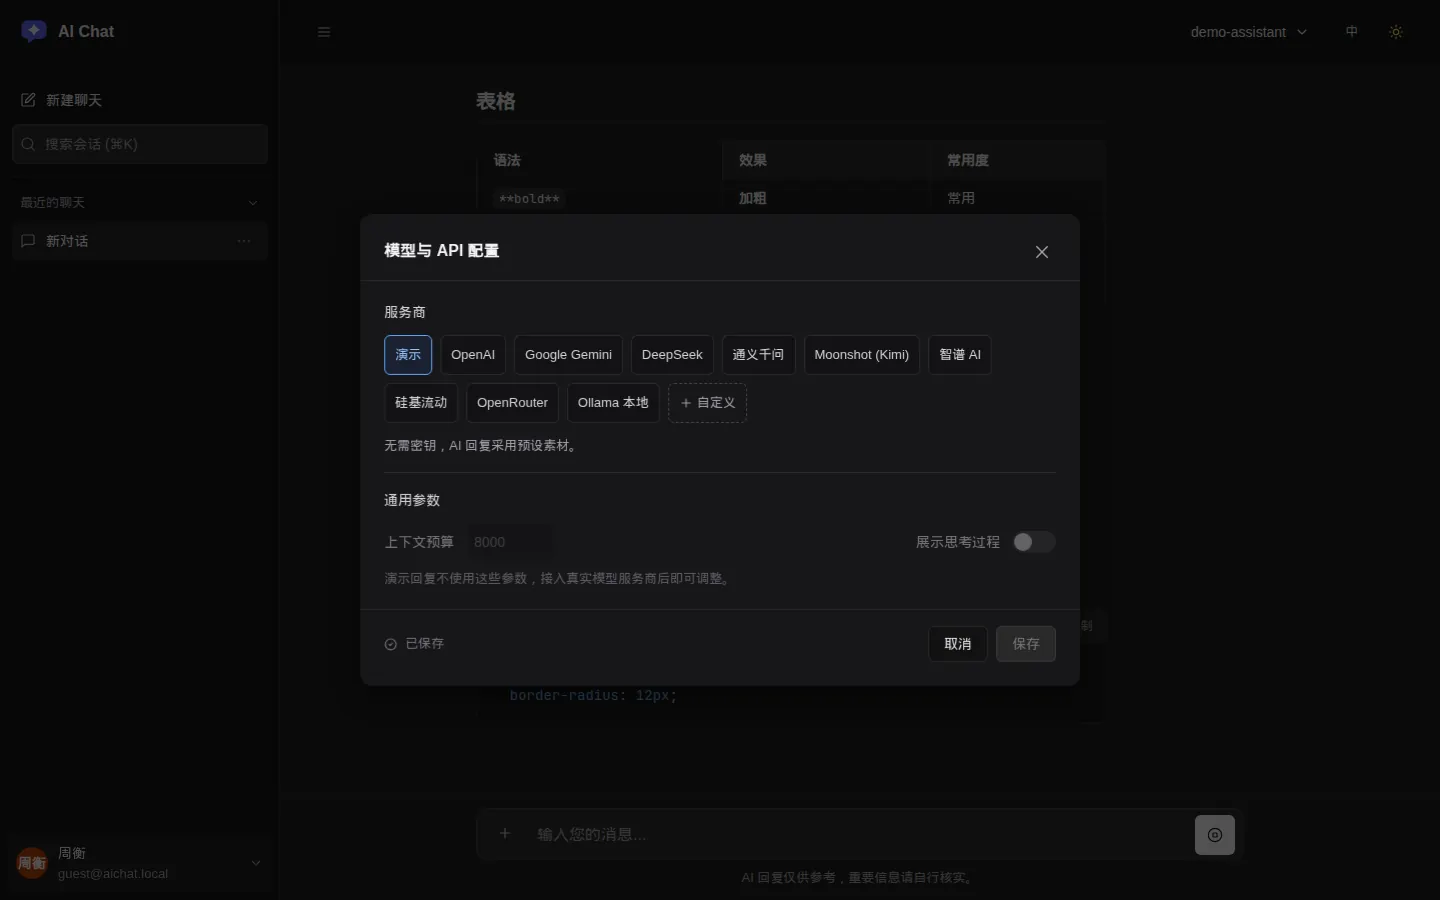 AI Chat
demo-assistant
中
新建聊天
搜索会话 (⌘K)
最近的聊天
新对话
表格
语法 效果 常用度
**bold** 加粗 常用
模型与 API 配置
服务商
演示 OpenAI Google Gemini DeepSeek 通义千问 Moonshot (Kimi) 智谱 AI
硅基流动 OpenRouter Ollama 本地 自定义
无需密钥，AI 回复采用预设素材。
通用参数
上下文预算 8000 展示思考过程
演示回复不使用这些参数，接入真实模型服务商后即可调整。
已保存 取消 保存
border-radius: 12px;
输入您的消息...
AI 回复仅供参考，重要信息请自行核实。
周衡 周衡
guest@aichat.local